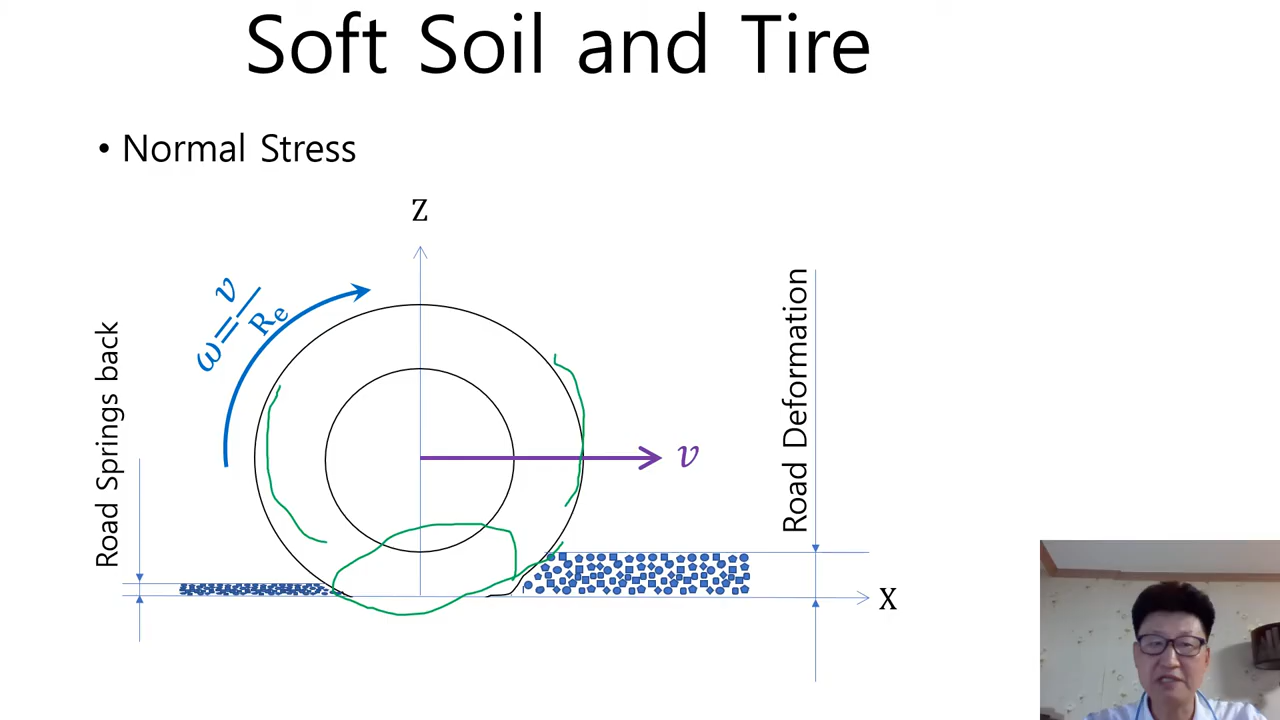 Soft Soil and Tire
• Normal Stress
Z
ω=v/Re
Road Springs back
Road Deformation
v
X